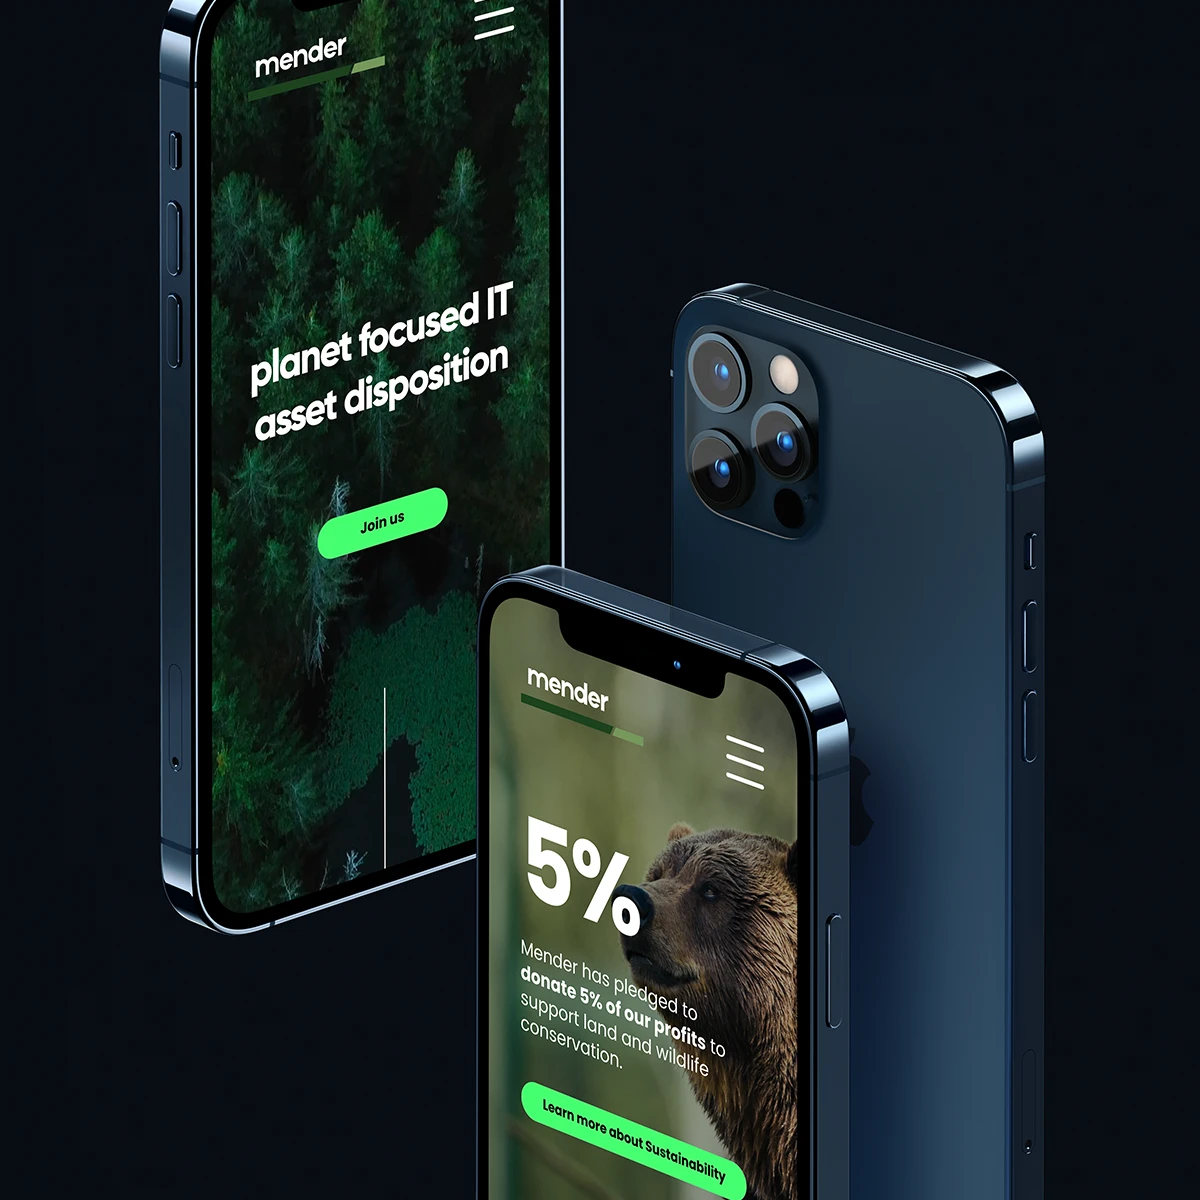 mender
planet focused IT
asset disposition
Join us
mender
5%
Mender has pledged to
donate 5% of our profits to
support land and wildlife
conservation.
Learn more about Sustainability